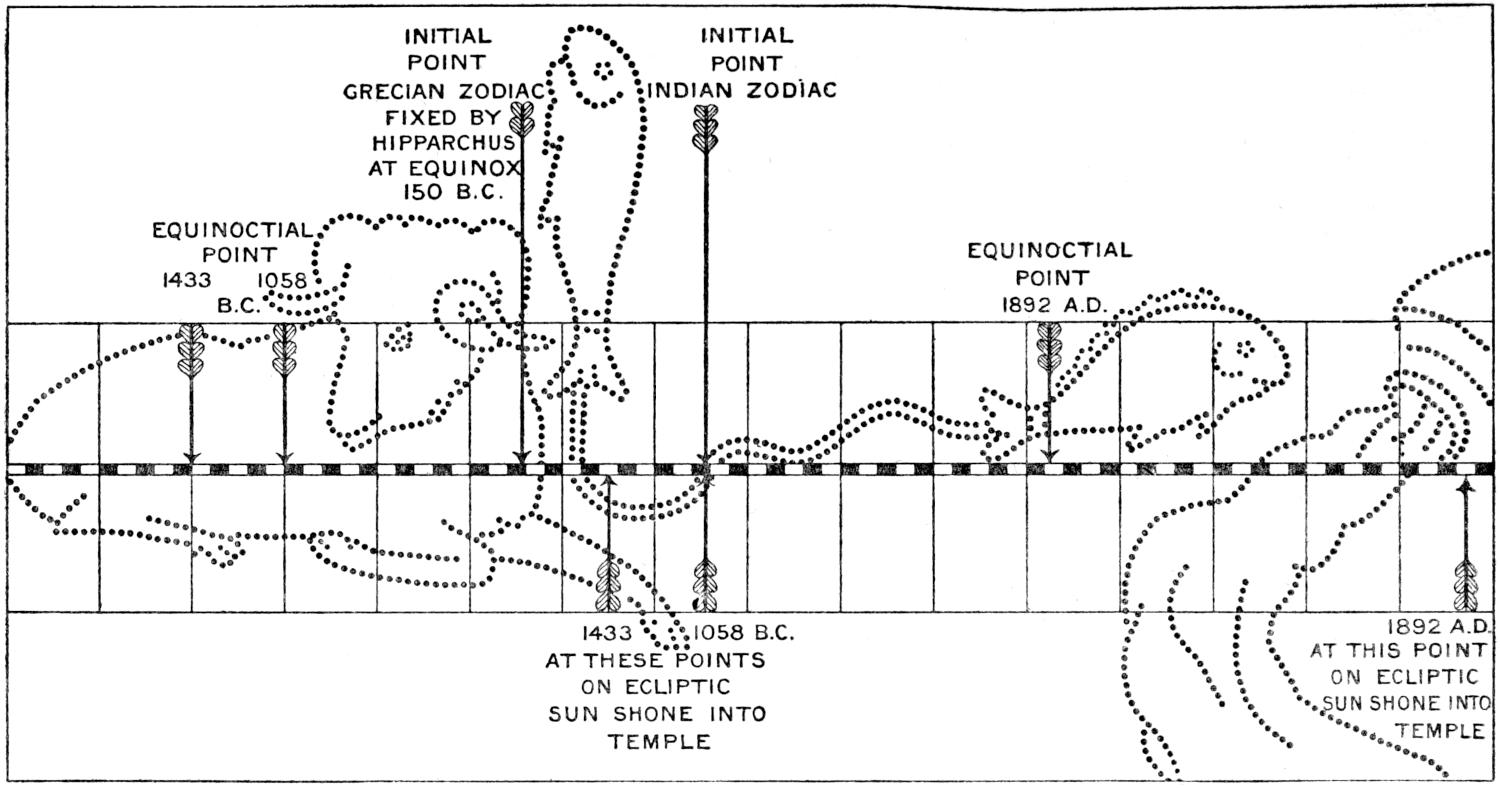 INITIAL
POINT
GRECIAN ZODIAC
FIXED BY
HIPPARCHUS
AT EQUINOX
150 B.C.
INITIAL
POINT
INDIAN ZODIAC
EQUINOCTIAL
POINT
1433 1058
B.C.
EQUINOCTIAL
POINT
1892 A.D.
1433 1058 B.C.
AT THESE POINTS
ON ECLIPTIC
SUN SHONE INTO
TEMPLE
1892 A.D.
AT THIS POINT
ON ECLIPTIC
SUN SHONE INTO
TEMPLE